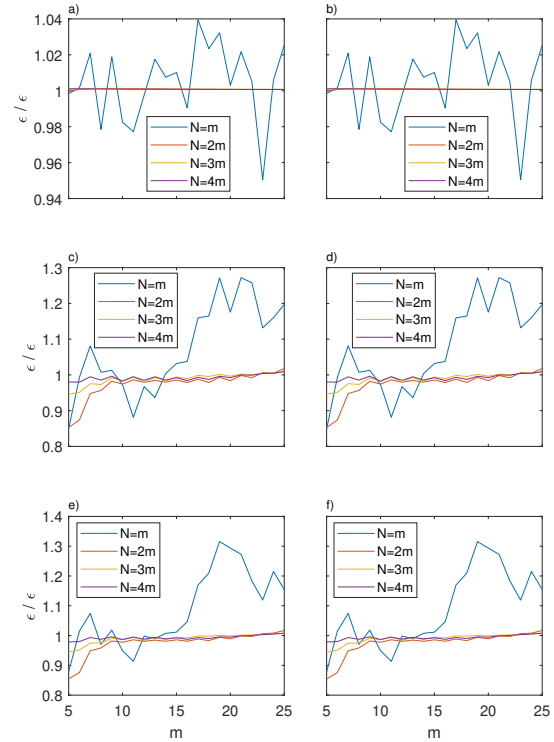 a)
1.04
1.02
1
0.98
0.96
0.94
ϵ / ϵ
N=m
N=2m
N=3m
N=4m
b)
N=m
N=2m
N=3m
N=4m
c)
1.3
1.2
1.1
1
0.9
0.8
ϵ / ϵ
N=m
N=2m
N=3m
N=4m
d)
N=m
N=2m
N=3m
N=4m
e)
1.4
1.3
1.2
1.1
1
0.9
0.8
ϵ / ϵ
N=m
N=2m
N=3m
N=4m
5 10 15 20 25
m
f)
N=m
N=2m
N=3m
N=4m
5 10 15 20 25
m